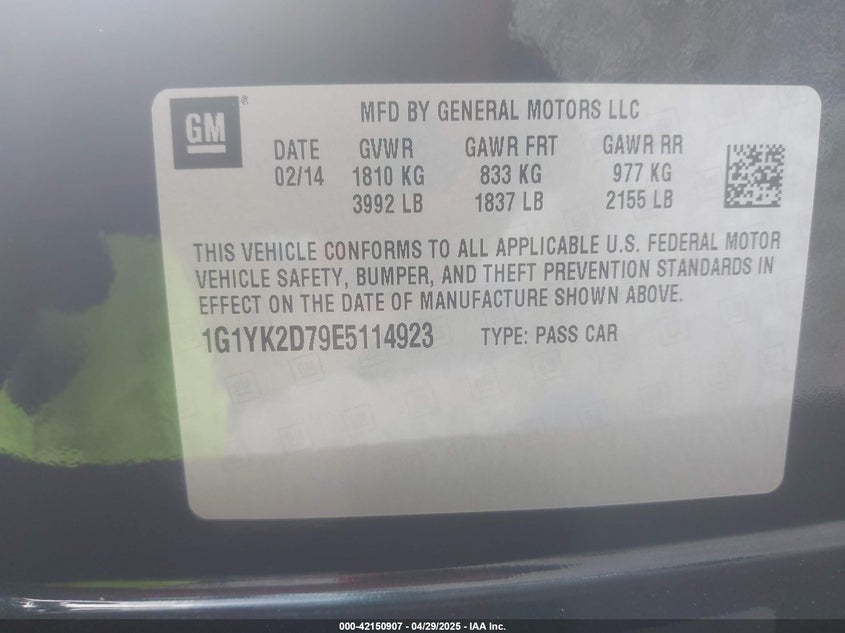 GM ®
MFD BY GENERAL MOTORS LLC
DATE GVWR GAWR FRT GAWR RR
02/14 1810 KG 833 KG 977 KG
3992 LB 1837 LB 2155 LB
THIS VEHICLE CONFORMS TO ALL APPLICABLE U.S. FEDERAL MOTOR
VEHICLE SAFETY, BUMPER, AND THEFT PREVENTION STANDARDS IN
EFFECT ON THE DATE OF MANUFACTURE SHOWN ABOVE.
1G1YK2D79E5114923 TYPE: PASS CAR
000-42150907 - 04/29/2025 - IAA Inc.